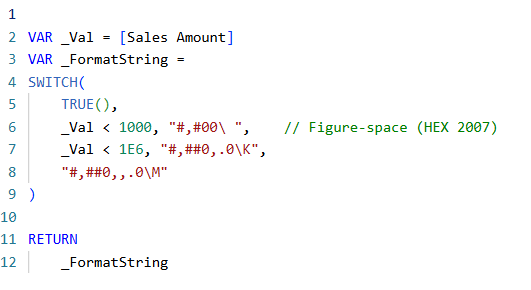 1
2 VAR _Val = [Sales Amount]
3 VAR _FormatString =
4 SWITCH(
5     TRUE(),
6     _Val < 1000, "#,#00\ ",    // Figure-space (HEX 2007)
7     _Val < 1E6, "#,##0,.0\K",
8     "#,##0,,.0\M"
9 )
10
11 RETURN
12     _FormatString